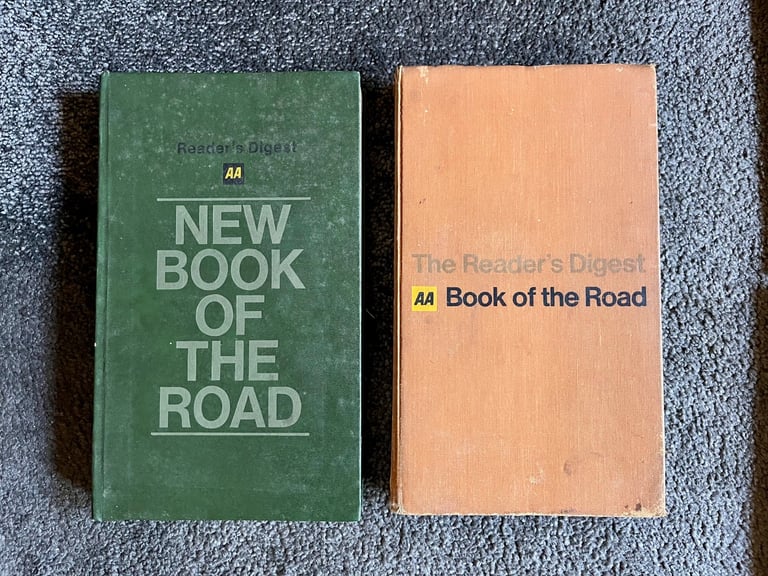 Reader's Digest
AA
NEW
BOOK
OF
THE
ROAD
The Reader's Digest
AA Book of the Road